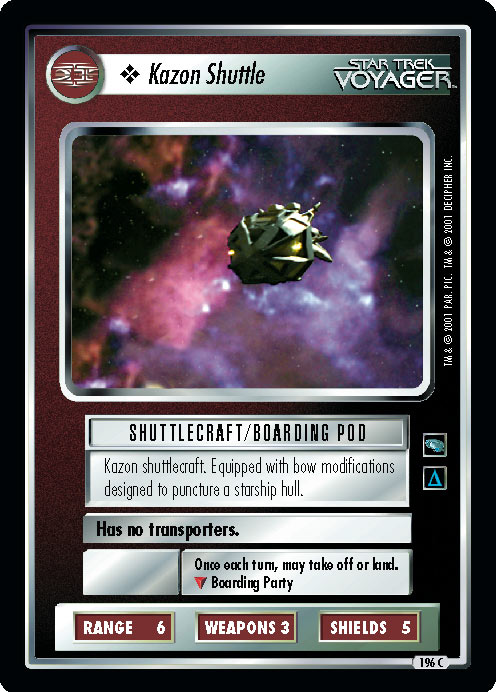 ❖ Kazon Shuttle
STAR TREK
VOYAGER™
TM & © 2001 PAR. PIC. TM & © 2001 DECIPHER INC.
SHUTTLECRAFT/BOARDING POD
Kazon shuttlecraft. Equipped with bow modifications
designed to puncture a starship hull.
Δ
Has no transporters.
Once each turn, may take off or land.
▼ Boarding Party
RANGE 6 WEAPONS 3 SHIELDS 5
196 C